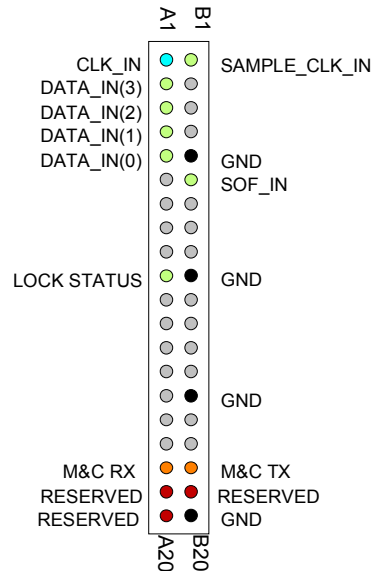 A1 B1
CLK_IN SAMPLE_CLK_IN
DATA_IN(3)
DATA_IN(2)
DATA_IN(1)
DATA_IN(0) GND
SOF_IN
LOCK STATUS GND
GND
M&C RX M&C TX
RESERVED RESERVED
RESERVED GND
A20 B20